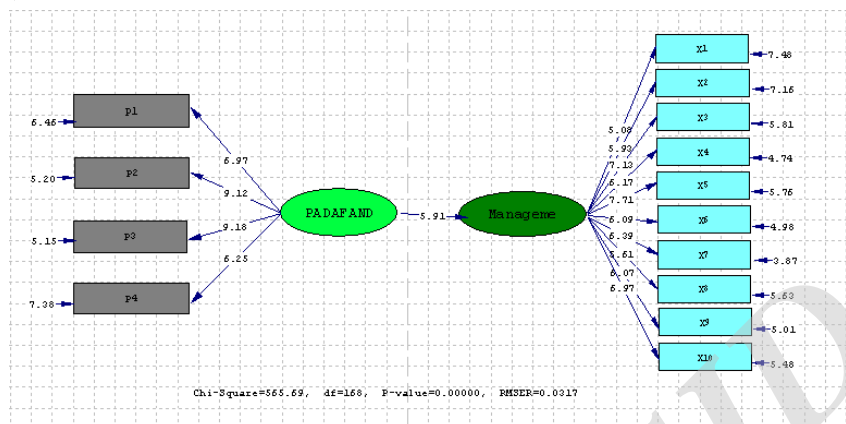 p1
6.46
6.97
p2
5.20
9.12
p3
5.15
9.18
p4
7.38
6.25
PADAFAND
5.91
Manageme
X1
7.48
5.08
X2
7.16
5.93
X3
5.81
7.13
X4
4.74
6.17
X5
5.76
7.71
X6
4.98
6.09
X7
3.87
5.39
X8
5.53
5.61
X9
5.01
6.07
X10
5.48
6.97
Chi-Square=565.69, df=168, P-value=0.00000, RMSER=0.0317